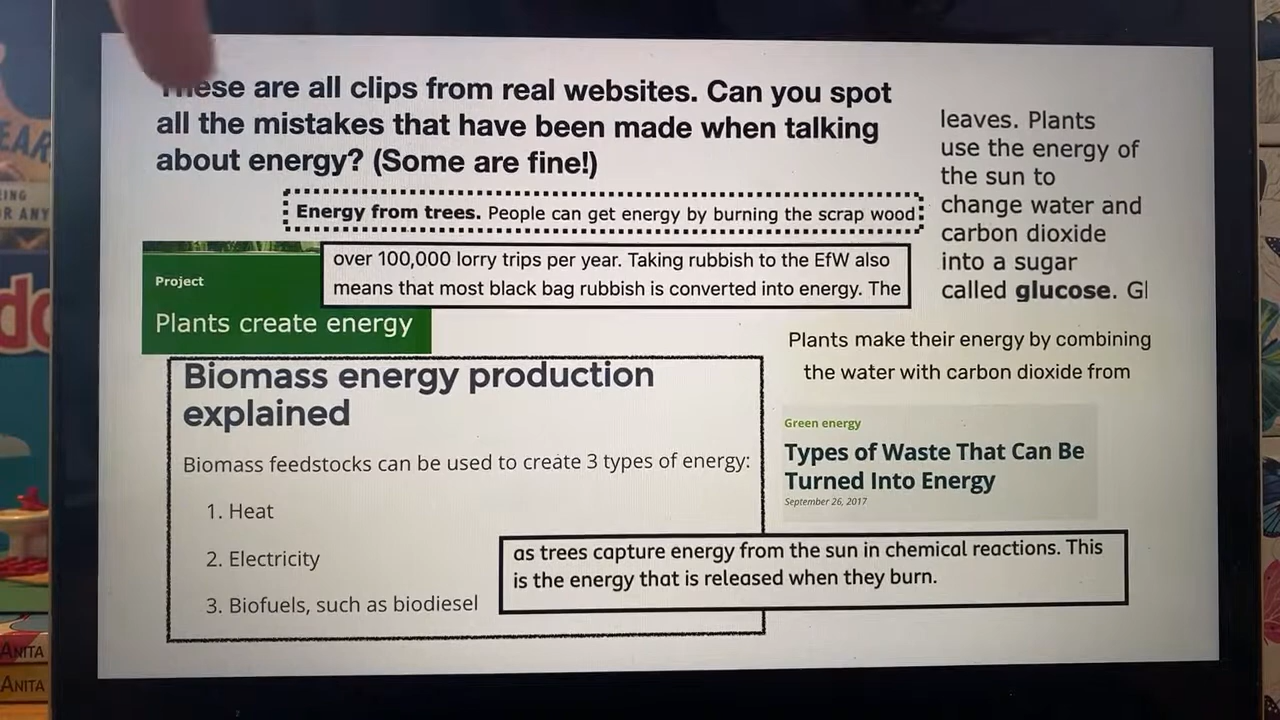 These are all clips from real websites. Can you spot
all the mistakes that have been made when talking
about energy? (Some are fine!)
leaves. Plants
use the energy of
the sun to
change water and
carbon dioxide
into a sugar
called glucose. Gl
Energy from trees. People can get energy by burning the scrap wood
over 100,000 lorry trips per year. Taking rubbish to the EfW also
means that most black bag rubbish is converted into energy. The
Project
Plants create energy
Plants make their energy by combining
the water with carbon dioxide from
Biomass energy production
explained
Biomass feedstocks can be used to create 3 types of energy:
1. Heat
2. Electricity
3. Biofuels, such as biodiesel
Green energy
Types of Waste That Can Be
Turned Into Energy
September 26, 2017
as trees capture energy from the sun in chemical reactions. This
is the energy that is released when they burn.
ANITA
ANITA